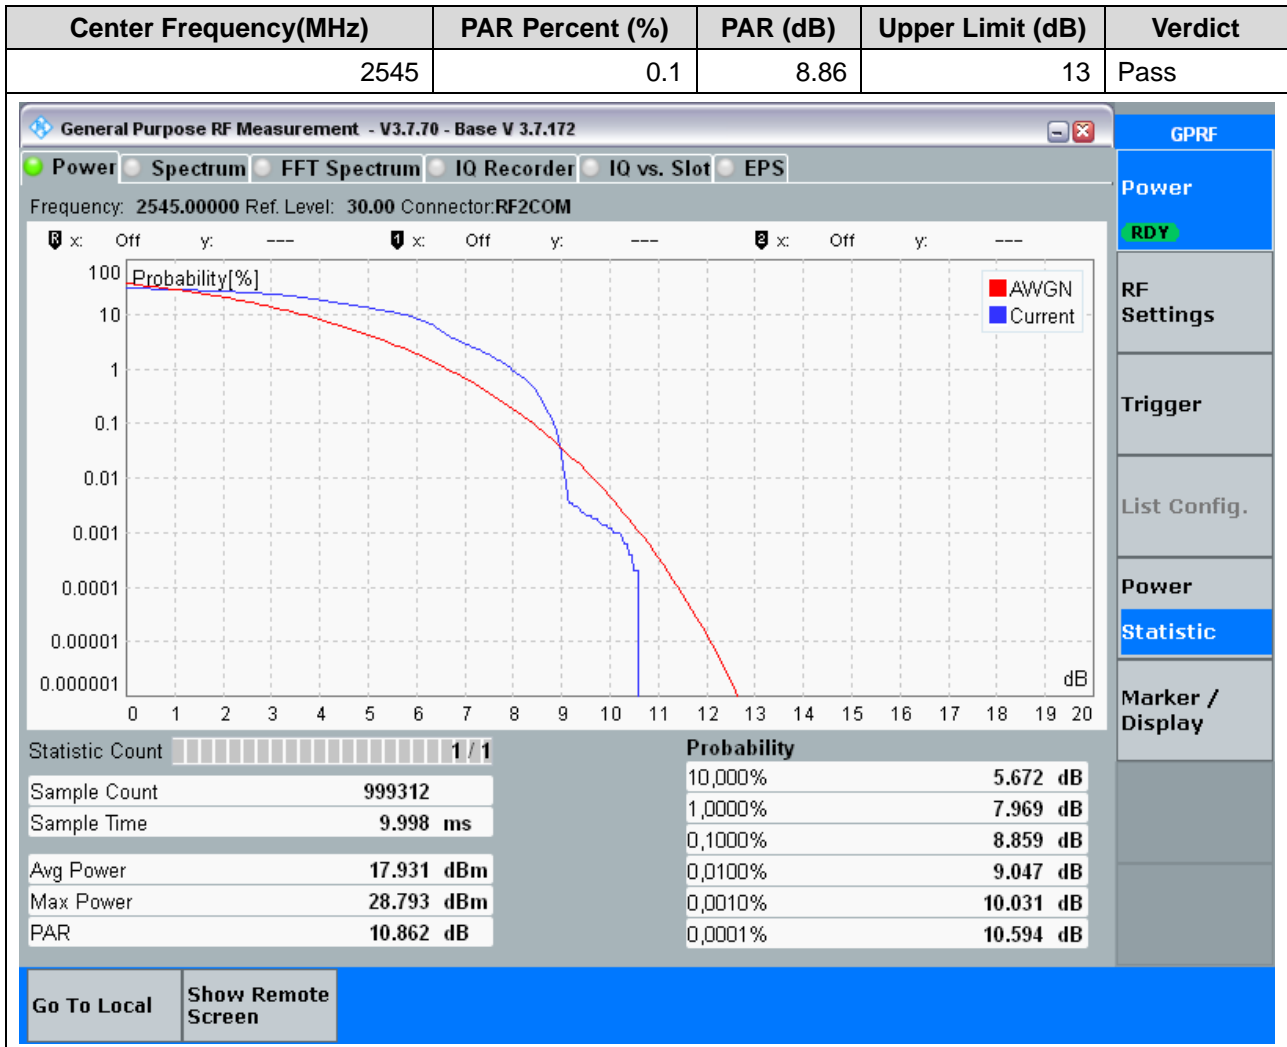 Center Frequency(MHz) PAR Percent (%) PAR (dB) Upper Limit (dB) Verdict
2545 0.1 8.86 13 Pass
General Purpose RF Measurement - V3.7.70 - Base V 3.7.172
GPRF
Power Spectrum FFT Spectrum IQ Recorder IQ vs. Slot EPS
Frequency: 2545.00000 Ref. Level: 30.00 Connector:RF2COM
R x: Off y: --- 1 x: Off y: --- 2 x: Off y: ---
Probability[%]
AWGN
Current
100
10
1
0.1
0.01
0.001
0.0001
0.00001
0.000001
dB
0 1 2 3 4 5 6 7 8 9 10 11 12 13 14 15 16 17 18 19 20
Statistic Count 1 / 1
Sample Count 999312
Sample Time 9.998 ms
Avg Power 17.931 dBm
Max Power 28.793 dBm
PAR 10.862 dB
Probability
10,000% 5.672 dB
1,0000% 7.969 dB
0,1000% 8.859 dB
0,0100% 9.047 dB
0,0010% 10.031 dB
0,0001% 10.594 dB
Power
RDY
RF
Settings
Trigger
List Config.
Power
Statistic
Marker /
Display
Go To Local
Show Remote
Screen